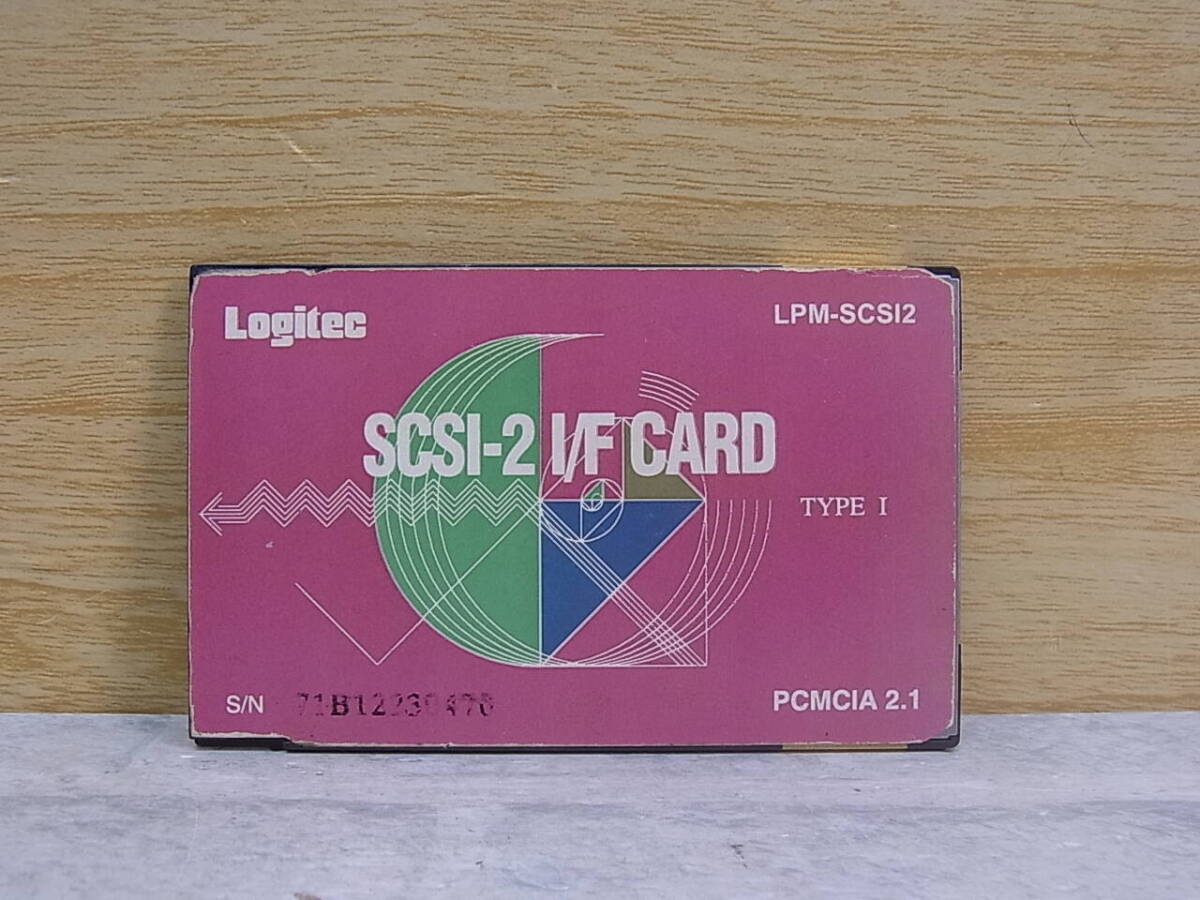 Logitec
LPM-SCSI2
SCSI-2 I/F CARD
TYPE I
S/N
PCMCIA 2.1